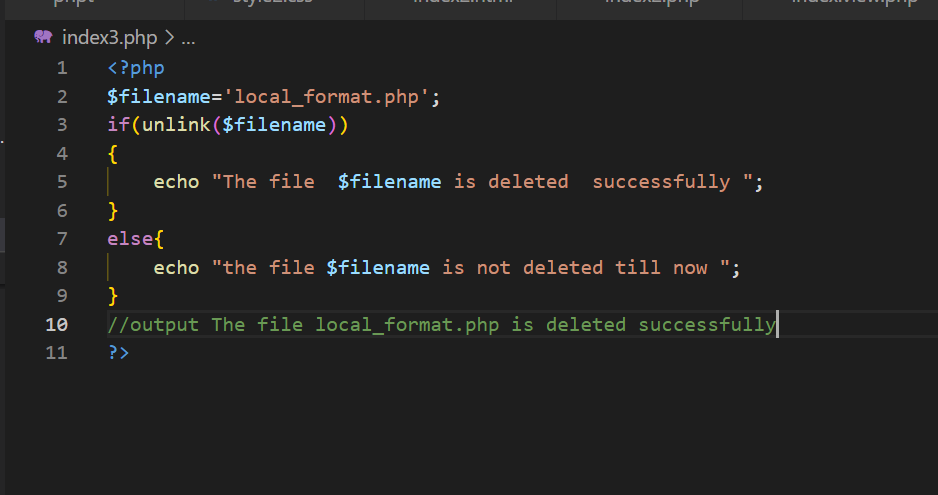 index3.php > ...
1 <?php
2 $filename='local_format.php';
3 if(unlink($filename))
4 {
5     echo "The file  $filename is deleted  successfully ";
6 }
7 else{
8     echo "the file $filename is not deleted till now ";
9 }
10 //output The file local_format.php is deleted successfully
11 ?>